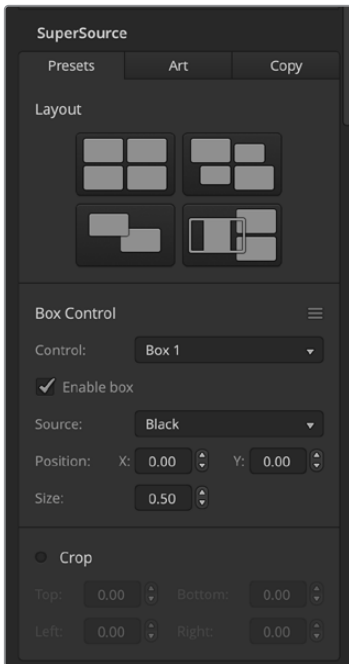 SuperSource
Presets Art Copy
Layout
Box Control
Control: Box 1
Enable box
Source: Black
Position: X: 0.00 Y: 0.00
Size: 0.50
Crop
Top: 0.00 Bottom: 0.00
Left: 0.00 Right: 0.00